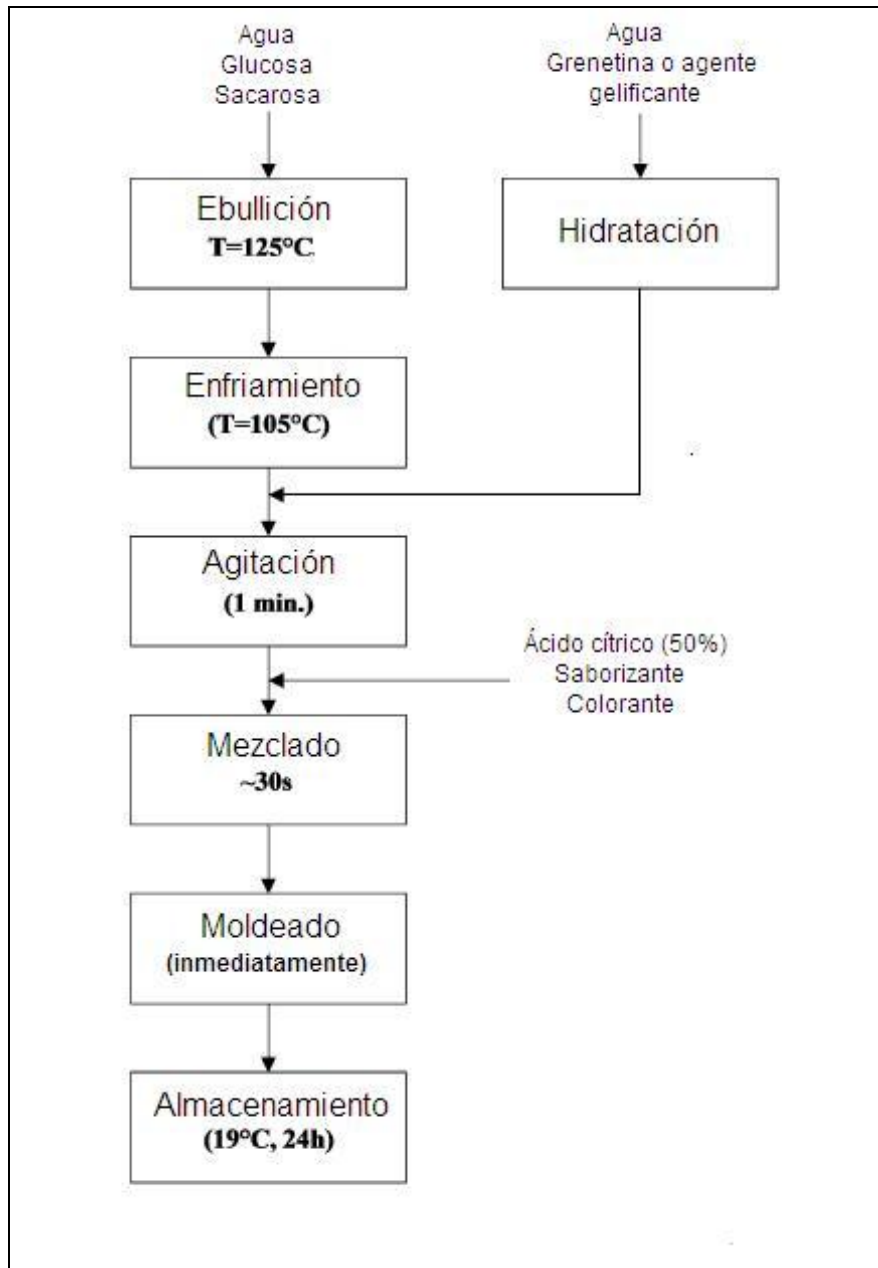 Agua
Glucosa
Sacarosa
Agua
Grenetina o agente
gelificante
Ebullición
T=125°C
Hidratación
Enfriamiento
(T=105°C)
Agitación
(1 min.)
Ácido cítrico (50%)
Saborizante
Colorante
Mezclado
~30s
Moldeado
(inmediatamente)
Almacenamiento
(19°C, 24h)